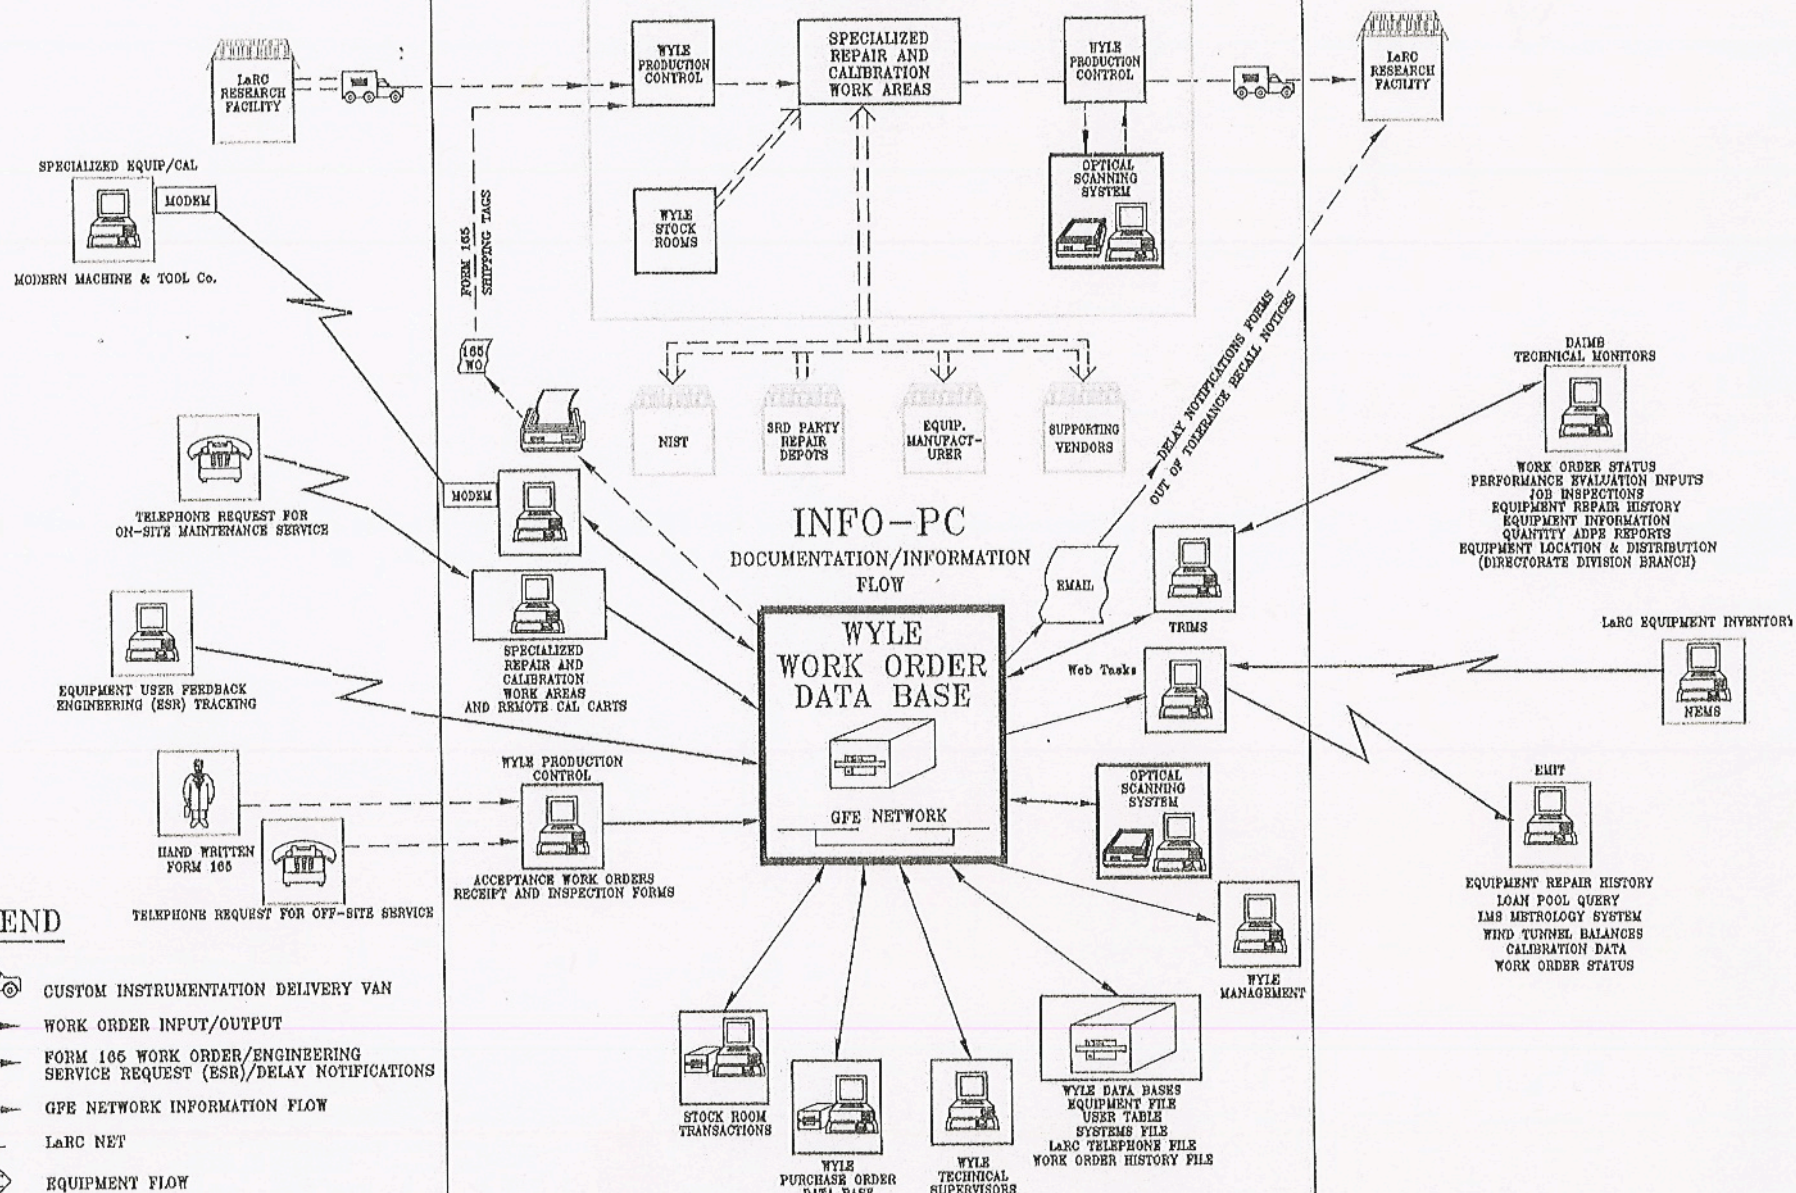 LaRC
RESEARCH
FACILITY
WYLE
PRODUCTION
CONTROL
SPECIALIZED
REPAIR AND
CALIBRATION
WORK AREAS
WYLE
PRODUCTION
CONTROL
LaRC
RESEARCH
FACILITY
SPECIALIZED EQUIP/CAL
MODEM
MODERN MACHINE & TOOL Co.
FORM 165
SHIPPING TAGS
WYLE
STOCK
ROOMS
OPTICAL
SCANNING
SYSTEM
165
WO
NIST
3RD PARTY
REPAIR
DEPOTS
EQUIP.
MANUFACT-
URER
SUPPORTING
VENDORS
DELAY NOTIFICATIONS FORMS
OUT OF TOLERANCE RECALL NOTICES
DAIMB
TECHNICAL MONITORS
WORK ORDER STATUS
PERFORMANCE EVALUATION INPUTS
JOB INSPECTIONS
EQUIPMENT REPAIR HISTORY
EQUIPMENT INFORMATION
QUANTITY ADPE REPORTS
EQUIPMENT LOCATION & DISTRIBUTION
(DIRECTORATE DIVISION BRANCH)
TELEPHONE REQUEST FOR
ON-SITE MAINTENANCE SERVICE
MODEM
INFO-PC
DOCUMENTATION/INFORMATION
FLOW
EMAIL
TRIMS
SPECIALIZED
REPAIR AND
CALIBRATION
WORK AREAS
AND REMOTE CAL CARTS
EQUIPMENT USER FEEDBACK
ENGINEERING (ESR) TRACKING
WYLE
WORK ORDER
DATA BASE
GFE NETWORK
Web Tasks
LaRC EQUIPMENT INVENTORY
NEMS
HAND WRITTEN
FORM 165
TELEPHONE REQUEST FOR OFF-SITE SERVICE
WYLE PRODUCTION
CONTROL
ACCEPTANCE WORK ORDERS
RECEIPT AND INSPECTION FORMS
OPTICAL
SCANNING
SYSTEM
EMIT
EQUIPMENT REPAIR HISTORY
LOAN POOL QUERY
LMS METROLOGY SYSTEM
WIND TUNNEL BALANCES
CALIBRATION DATA
WORK ORDER STATUS
WYLE
MANAGEMENT
STOCK ROOM
TRANSACTIONS
WYLE
PURCHASE ORDER
DATA BASE
WYLE
TECHNICAL
SUPERVISORS
WYLE DATA BASES
EQUIPMENT FILE
USER TABLE
SYSTEMS FILE
LaRC TELEPHONE FILE
WORK ORDER HISTORY FILE
END
CUSTOM INSTRUMENTATION DELIVERY VAN
WORK ORDER INPUT/OUTPUT
FORM 165 WORK ORDER/ENGINEERING
SERVICE REQUEST (ESR)/DELAY NOTIFICATIONS
GFE NETWORK INFORMATION FLOW
LaRC NET
EQUIPMENT FLOW